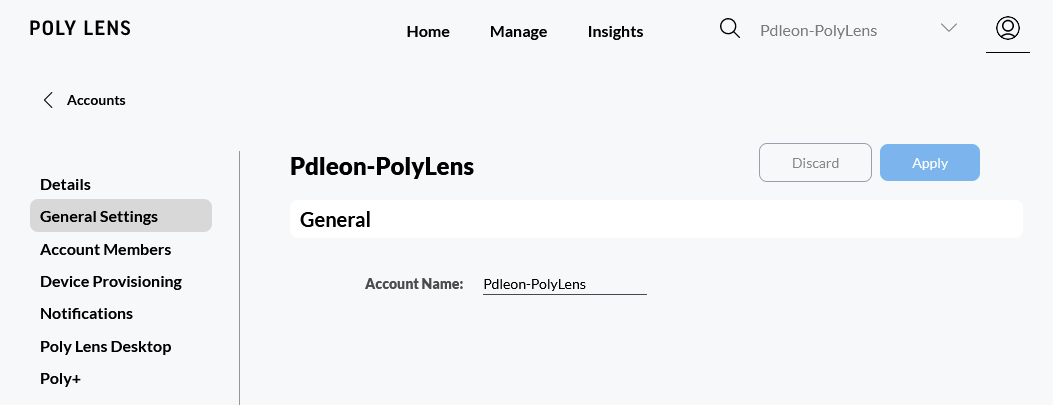 POLY LENS
Home Manage Insights Pdleon-PolyLens
Accounts
Pdleon-PolyLens Discard Apply
Details
General Settings
General
Account Members
Device Provisioning
Account Name: Pdleon-PolyLens
Notifications
Poly Lens Desktop
Poly+